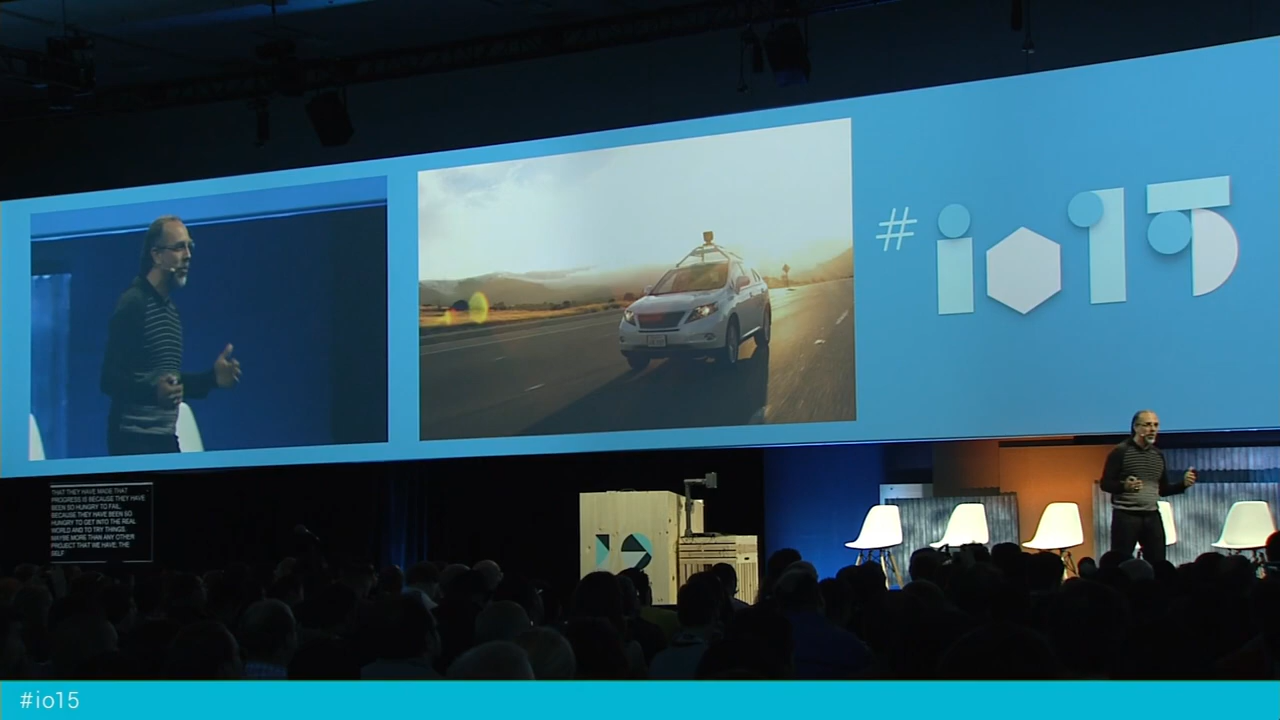 #io15
THAT THEY HAVE MADE THAT
PROGRESS IS BECAUSE THEY HAVE
BEEN SO HUNGRY TO FAIL,
BECAUSE THEY HAVE BEEN SO
HUNGRY TO GET INTO THE REAL
WORLD AND TO TRY THINGS.
MAYBE MORE THAN ANY OTHER
PROJECT THAT WE HAVE, THE
SELF
#io15